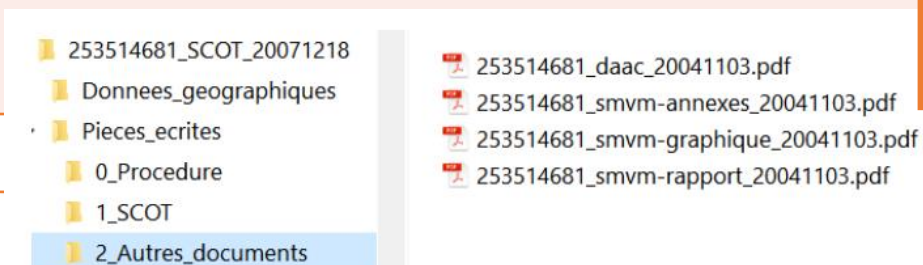 253514681_SCOT_20071218
Donnees_geographiques
Pieces_ecrites
0_Procedure
1_SCOT
2_Autres_documents
253514681_daac_20041103.pdf
253514681_smvm-annexes_20041103.pdf
253514681_smvm-graphique_20041103.pdf
253514681_smvm-rapport_20041103.pdf